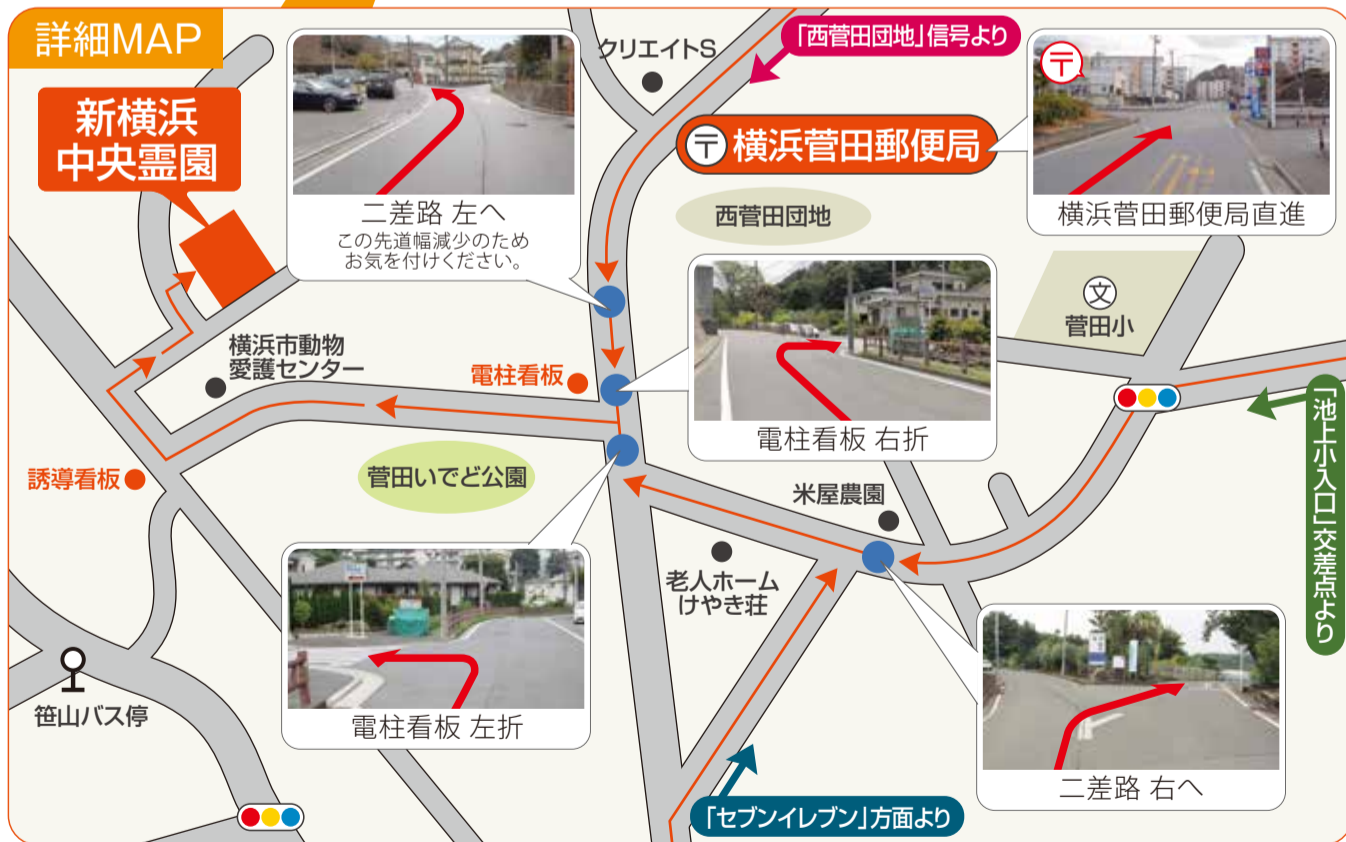 詳細MAP
新横浜
中央霊園
二差路 左へ
この先道幅減少のため
お気を付けください。
クリエイトS
「西菅田団地」信号より
〒 横浜菅田郵便局
〒
横浜菅田郵便局直進
西菅田団地
文
菅田小
横浜市動物
愛護センター
電柱看板
電柱看板 右折
「池上小入口」交差点より
誘導看板
菅田いでど公園
米屋農園
老人ホーム
けやき荘
電柱看板 左折
笹山バス停
二差路 右へ
「セブンイレブン」方面より